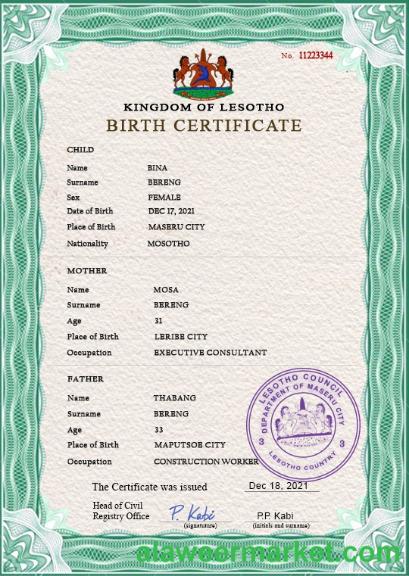 No. 11223344
KINGDOM OF LESOTHO
BIRTH CERTIFICATE
CHILD
Name BINA
Surname BERENG
Sex FEMALE
Date of Birth DEC 17, 2021
Place of Birth MASERU CITY
Nationality MOSOTHO
MOTHER
Name MOSA
Surname BERENG
Age 31
Place of Birth LERIBE CITY
Occupation EXECUTIVE CONSULTANT
FATHER
Name THABANG
Surname BERENG
Age 33
Place of Birth MAPUTSOE CITY
Occupation CONSTRUCTION WORKER
LESOTHO COUNCIL
DEPARTMENT OF MASERU CITY
3 3
LESOTHO COUNTRY
The Certificate was issued Dec 18, 2021
Head of Civil
Registry Office P. Kabi P.P. Kabi
(signature) (initials and surname)
ataweermarket.com